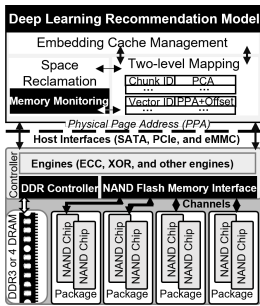 Deep Learning Recommendation Model
Embedding Cache Management
Space Reclamation
Two-level Mapping
Chunk ID PCA
... ...
Memory Monitoring
Vector ID PPA+Offset
... ...
Physical Page Address (PPA)
Host Interfaces (SATA, PCIe, and eMMC)
Controller
Engines (ECC, XOR, and other engines)
DDR Controller
NAND Flash Memory Interface
Channels
DDR3 or 4 DRAM
NAND Chip
NAND Chip
Package
NAND Chip
NAND Chip
Package
NAND Chip
NAND Chip
Package
NAND Chip
NAND Chip
Package